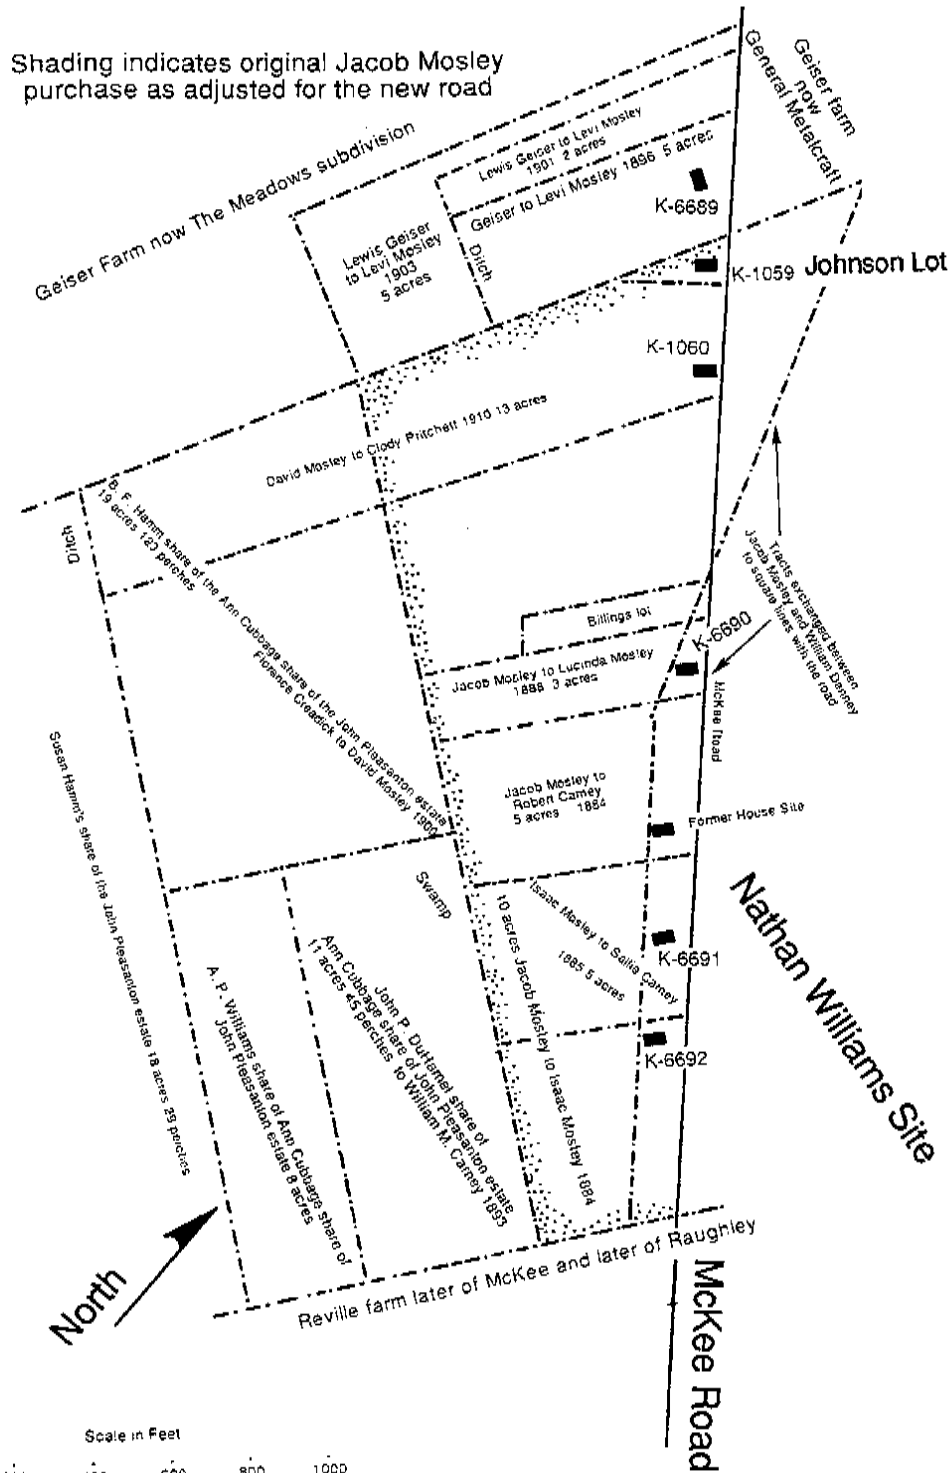 Shading indicates original Jacob Mosley
purchase as adjusted for the new road
Geiser farm
now
General Metalcraft
Geiser Farm now The Meadows subdivision
Lewis Geiser to Levi Mosley
1901 2 acres
Geiser to Levi Mosley 1896 5 acres
K-6689
Lewis Geiser
to Levi Mosley
1903
5 acres
Ditch
K-1059 Johnson Lot
K-1060
David Mosley to Clody Pritchett 1910 13 acres
Ditch
B. F. Hamm share of the Ann Cubbage share of the John Pleasanton estate
19 acres 123 perches
Florence Creadick to David Mosley 1900
Tracts exchanged between
Jacob Mosley and William Denney
to square lines with the road
Billings lot
K-6690
Jacob Mosley to Lucinda Mosley
1888 3 acres
McKee Road
Jacob Mosley to
Robert Carney
5 acres 1884
Former House Site
Susan Hamm's share of the John Pleasanton estate 18 acres 25 perches
Swamp
Isaac Mosley to Sallie Carney
1885 5 acres
K-6691
Nathan Williams Site
10 acres Jacob Mosley to Isaac Mosley 1884
K-6692
A. P. Williams share of Ann Cubbage share of
John Pleasanton estate 8 acres
John P. DuHamel share of
Ann Cubbage share of John Pleasanton estate
11 acres 45 perches to William M. Carney 1893
North
Reville farm later of McKee and later of Raughley
McKee Road
Scale in Feet
800
1000